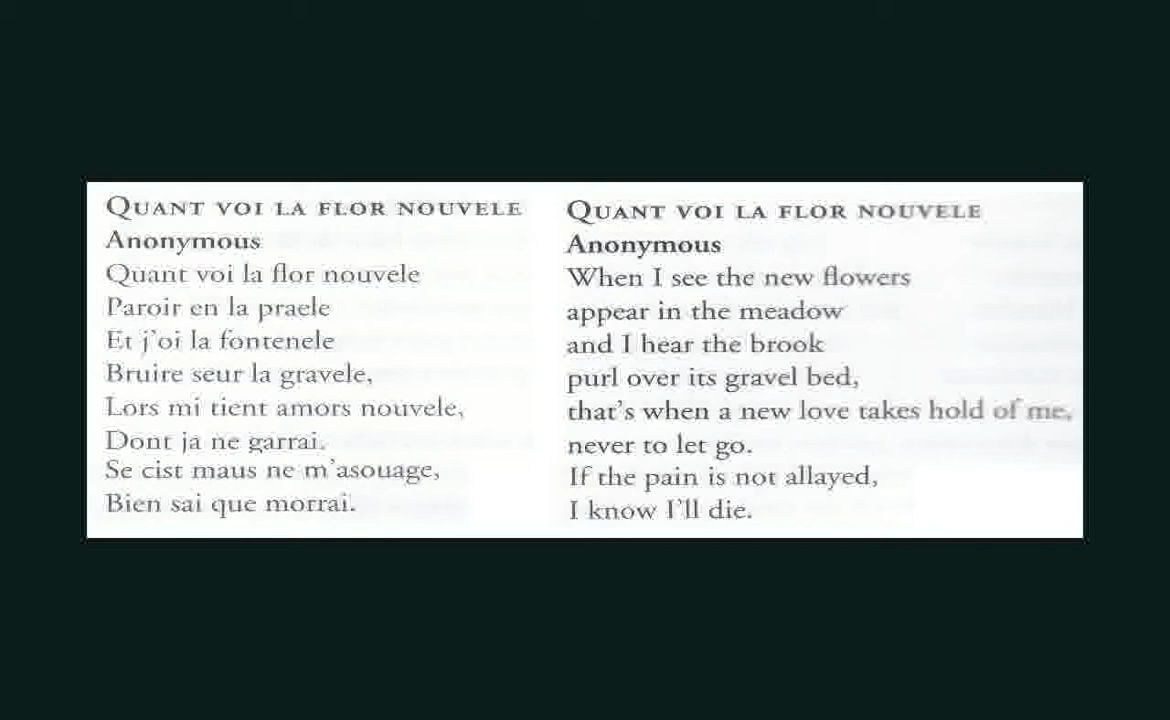 QUANT VOI LA FLOR NOUVELE
Anonymous
Quant voi la flor nouvele
Paroir en la praele
Et j'oi la fontenele
Bruire seur la gravele,
Lors mi tient amors nouvele,
Dont ja ne garrai.
Se cist maus ne m'asouage,
Bien sai que morrai.
QUANT VOI LA FLOR NOUVELE
Anonymous
When I see the new flowers
appear in the meadow
and I hear the brook
purl over its gravel bed,
that's when a new love takes hold of me,
never to let go.
If the pain is not allayed,
I know I'll die.